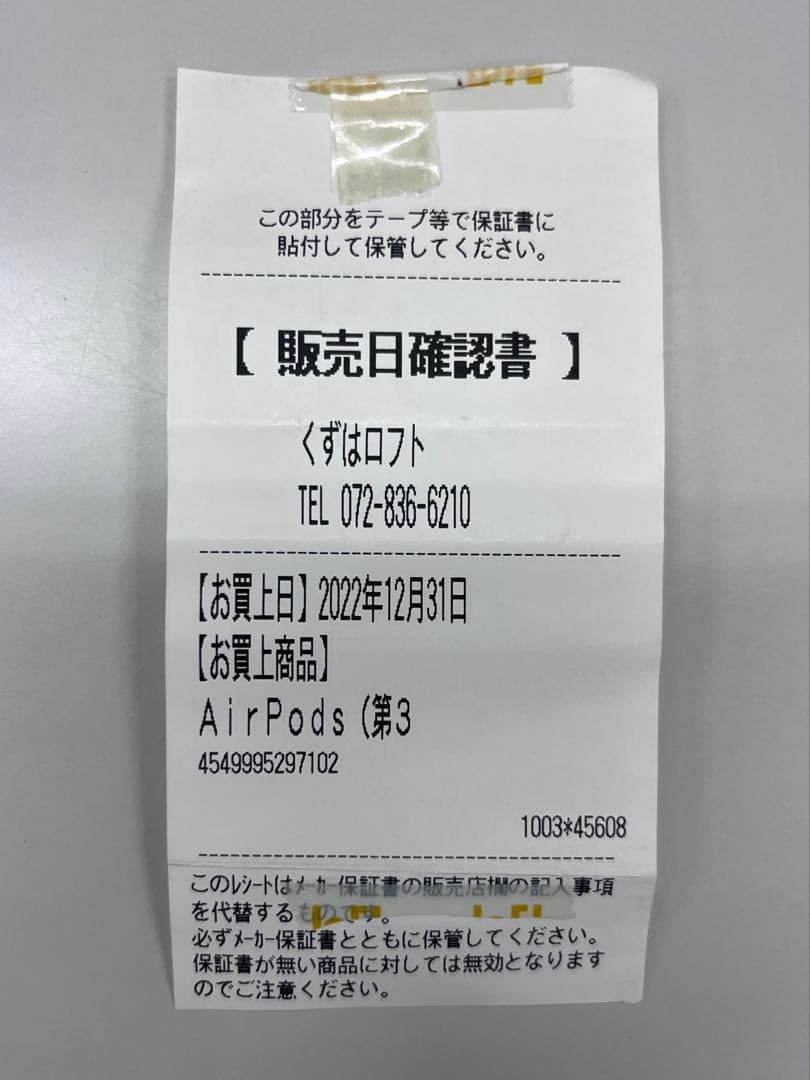 この部分をテープ等で保証書に
貼付して保管してください。
【 販売日確認書 】
くずはロフト
TEL 072-836-6210
【お買上日】2022年12月31日
【お買上商品】
AirPods (第3
4549995297102
1003*45608
このﾚｼｰﾄはﾒｰｶｰ保証書の販売店欄の記入事項
を代替するものです。
必ずﾒｰｶｰ保証書とともに保管してください。
保証書が無い商品に対しては無効となります
のでご注意ください。